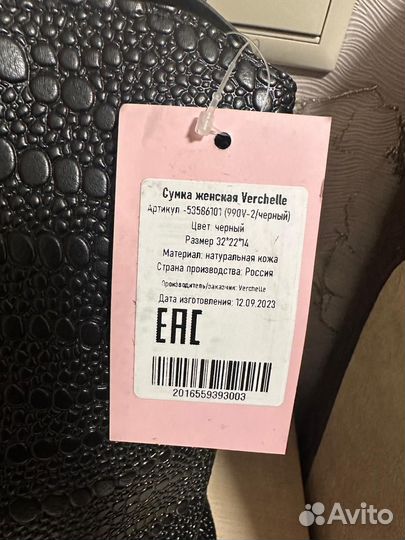 Сумка женская Verchelle
Артикул -53586101 (990V-2/черный)
Цвет: черный
Размер 32*22*14
Материал: натуральная кожа
Страна производства: Россия
Производитель/заказчик: Verchelle
Дата изготовления: 12.09.2023
EAC
2016559393003
Avito